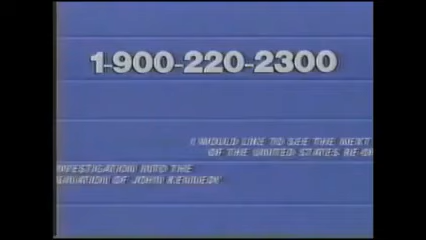 1-900-220-2300
"I WOULD LIKE TO SEE THE NEXT
OF THE UNITED STATES RE-O
INVESTIGATION INTO THE
OF JOHN KENNEDY"